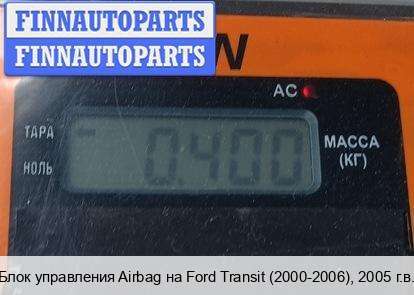 FINNAUTOPARTS
FINNAUTOPARTS
W
AC
ТАРА
НОЛЬ
0.400
МАССА
(КГ)
Блок управления Airbag на Ford Transit (2000-2006), 2005 г.в.